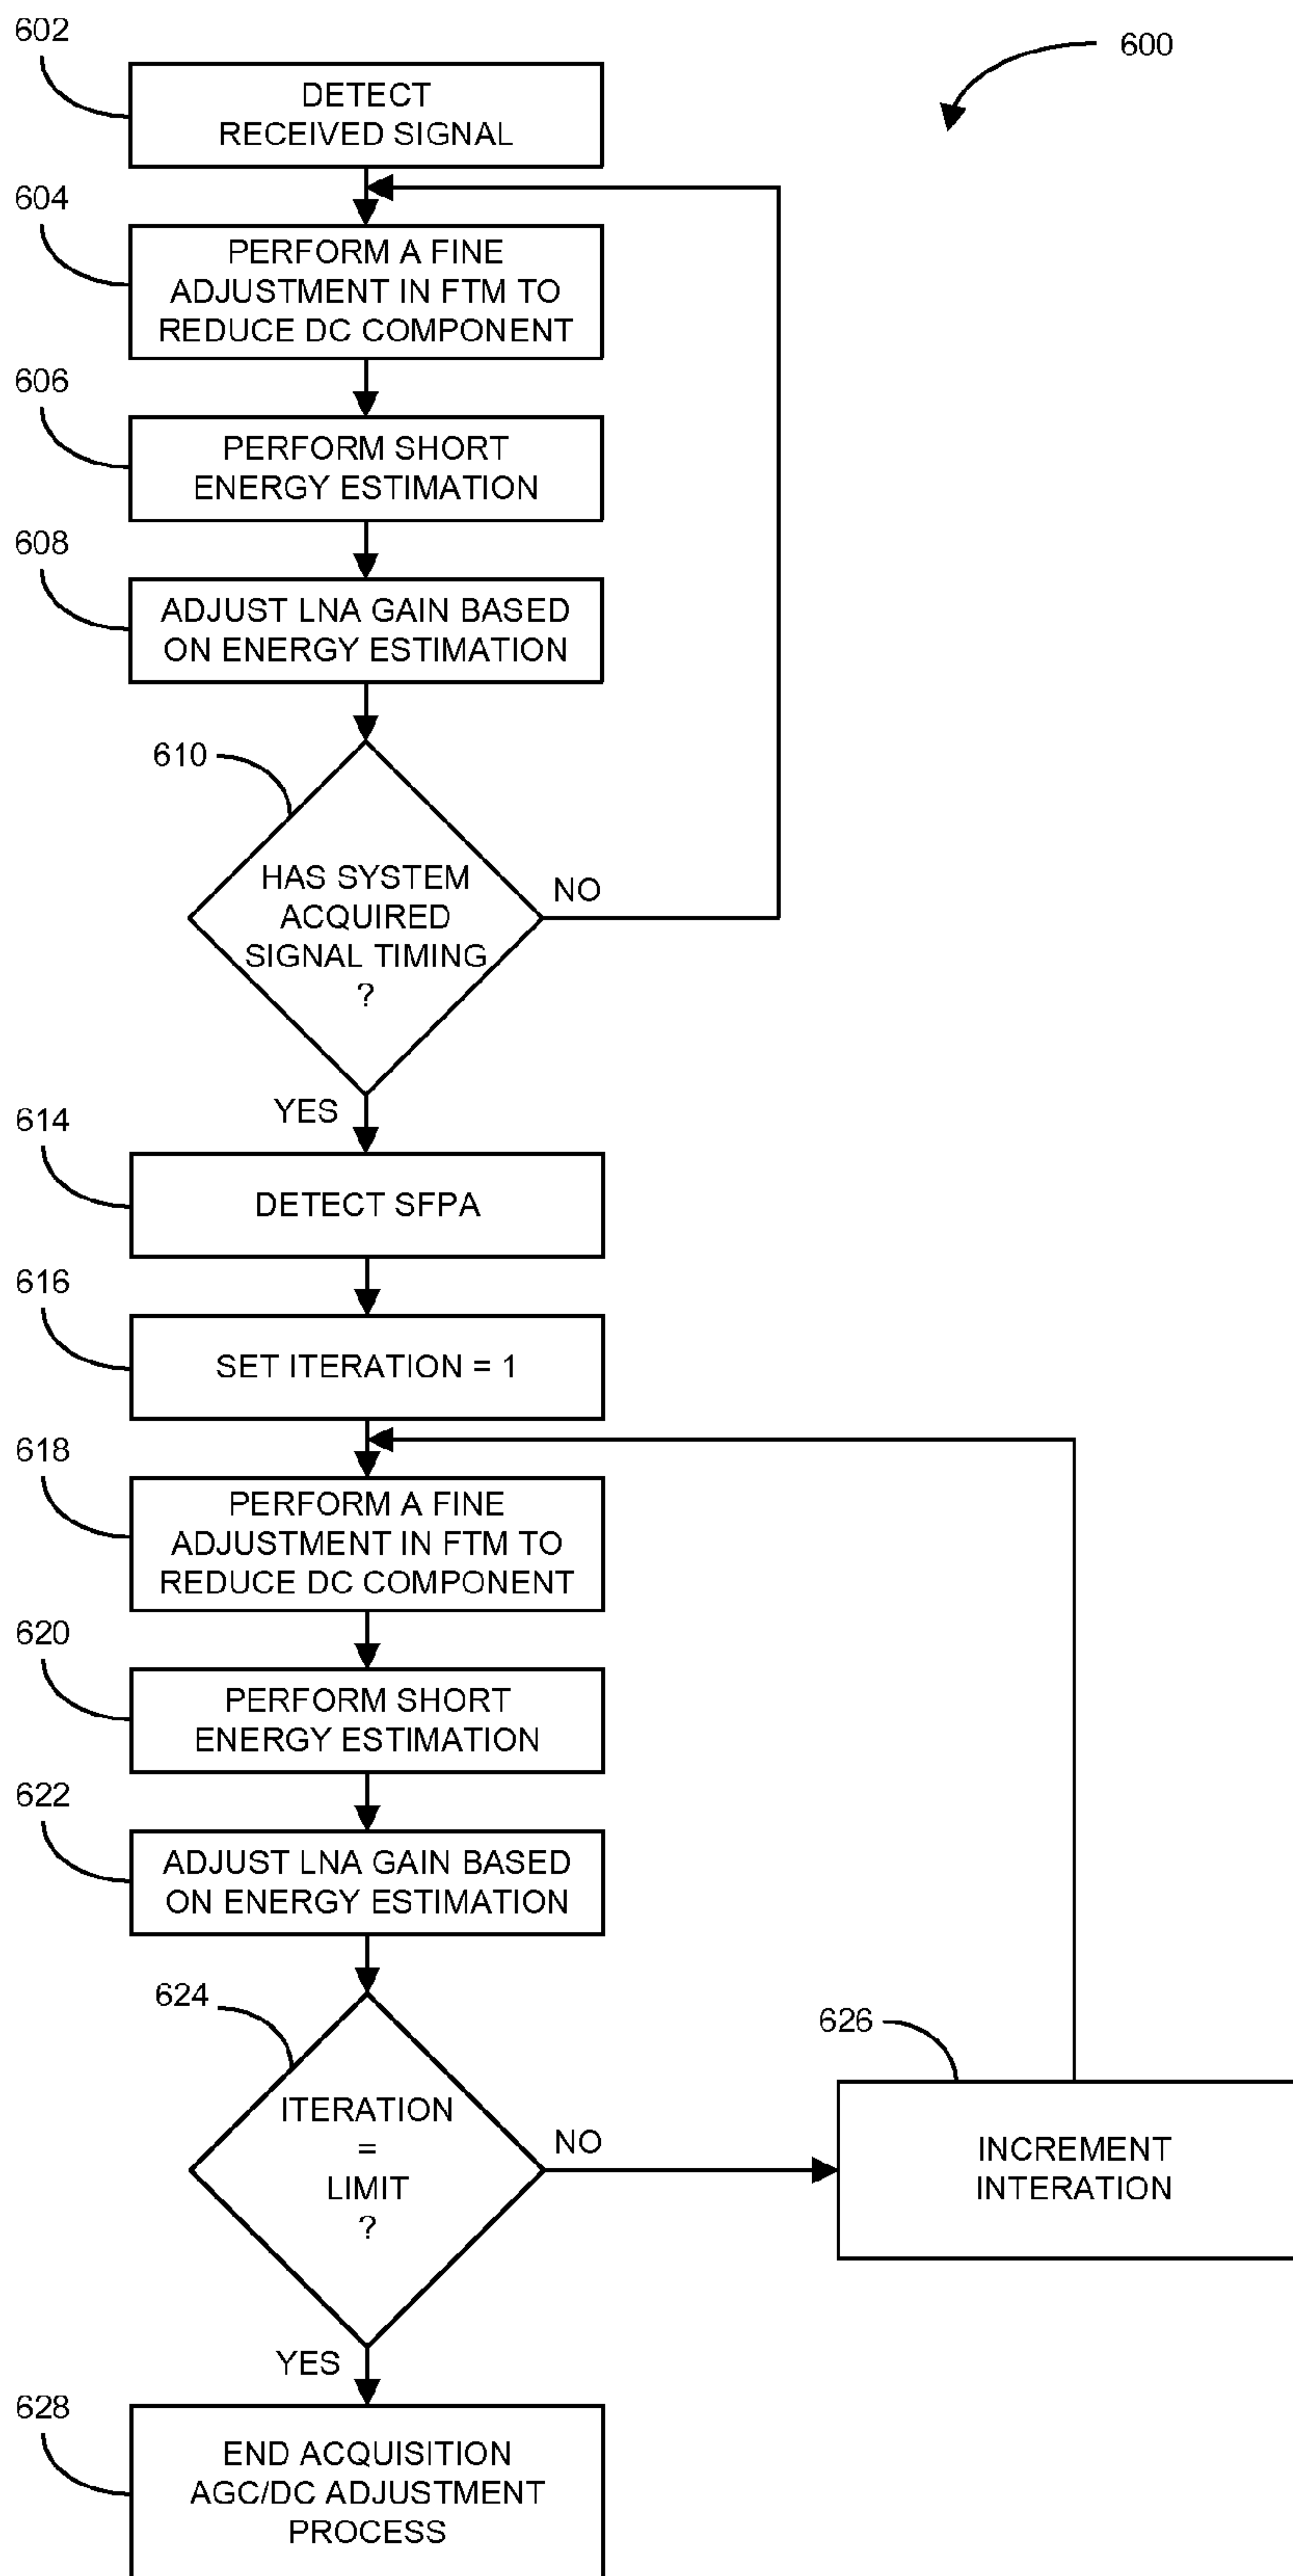 602
600
DETECT
RECEIVED SIGNAL
604
PERFORM A FINE
ADJUSTMENT IN FTM TO
REDUCE DC COMPONENT
606
PERFORM SHORT
ENERGY ESTIMATION
608
ADJUST LNA GAIN BASED
ON ENERGY ESTIMATION
610
HAS SYSTEM
ACQUIRED
SIGNAL TIMING
?
NO
YES
614
DETECT SFPA
616
SET ITERATION = 1
618
PERFORM A FINE
ADJUSTMENT IN FTM TO
REDUCE DC COMPONENT
620
PERFORM SHORT
ENERGY ESTIMATION
622
ADJUST LNA GAIN BASED
ON ENERGY ESTIMATION
624
ITERATION
=
LIMIT
?
NO
626
INCREMENT
INTERATION
YES
628
END ACQUISITION
AGC/DC ADJUSTMENT
PROCESS